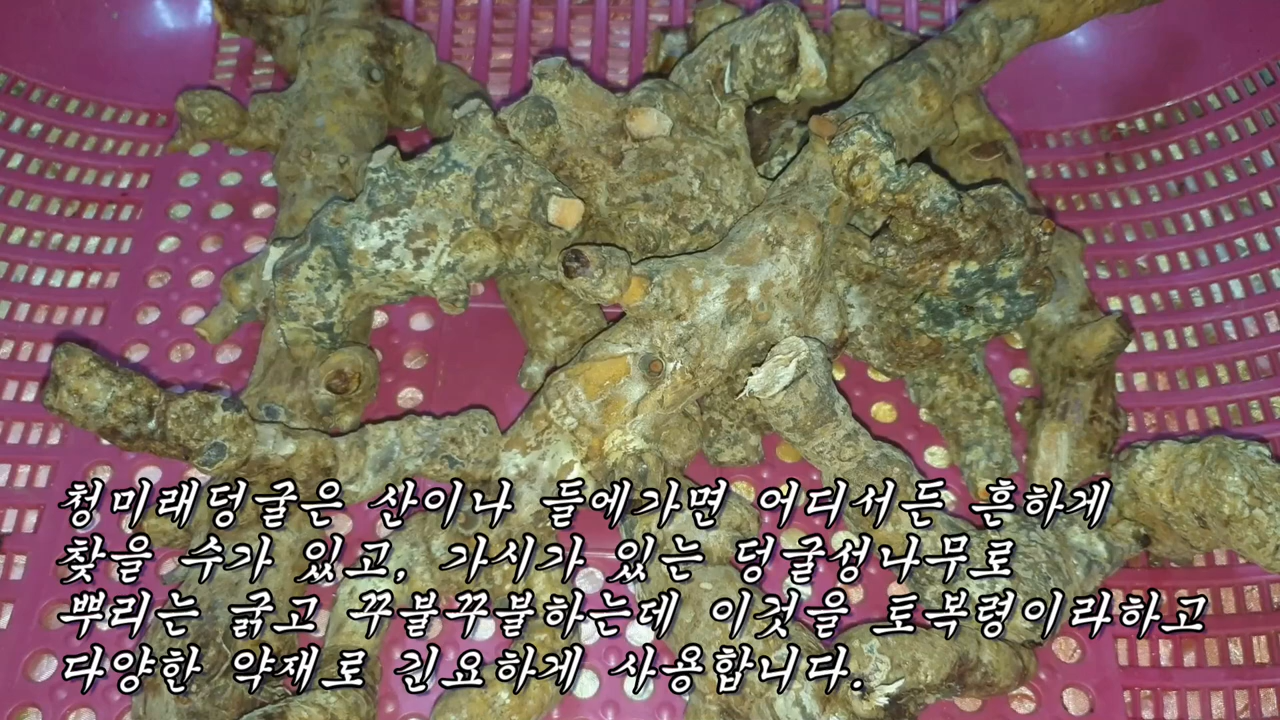 청미래덩굴은 산이나 들에가면 어디서든 흔하게
찾을 수가 있고, 가시가 있는 덩굴성나무로
뿌리는 굵고 꾸불꾸불하는데 이것을 토복령이라하고
다양한 약재로 긴요하게 사용합니다.